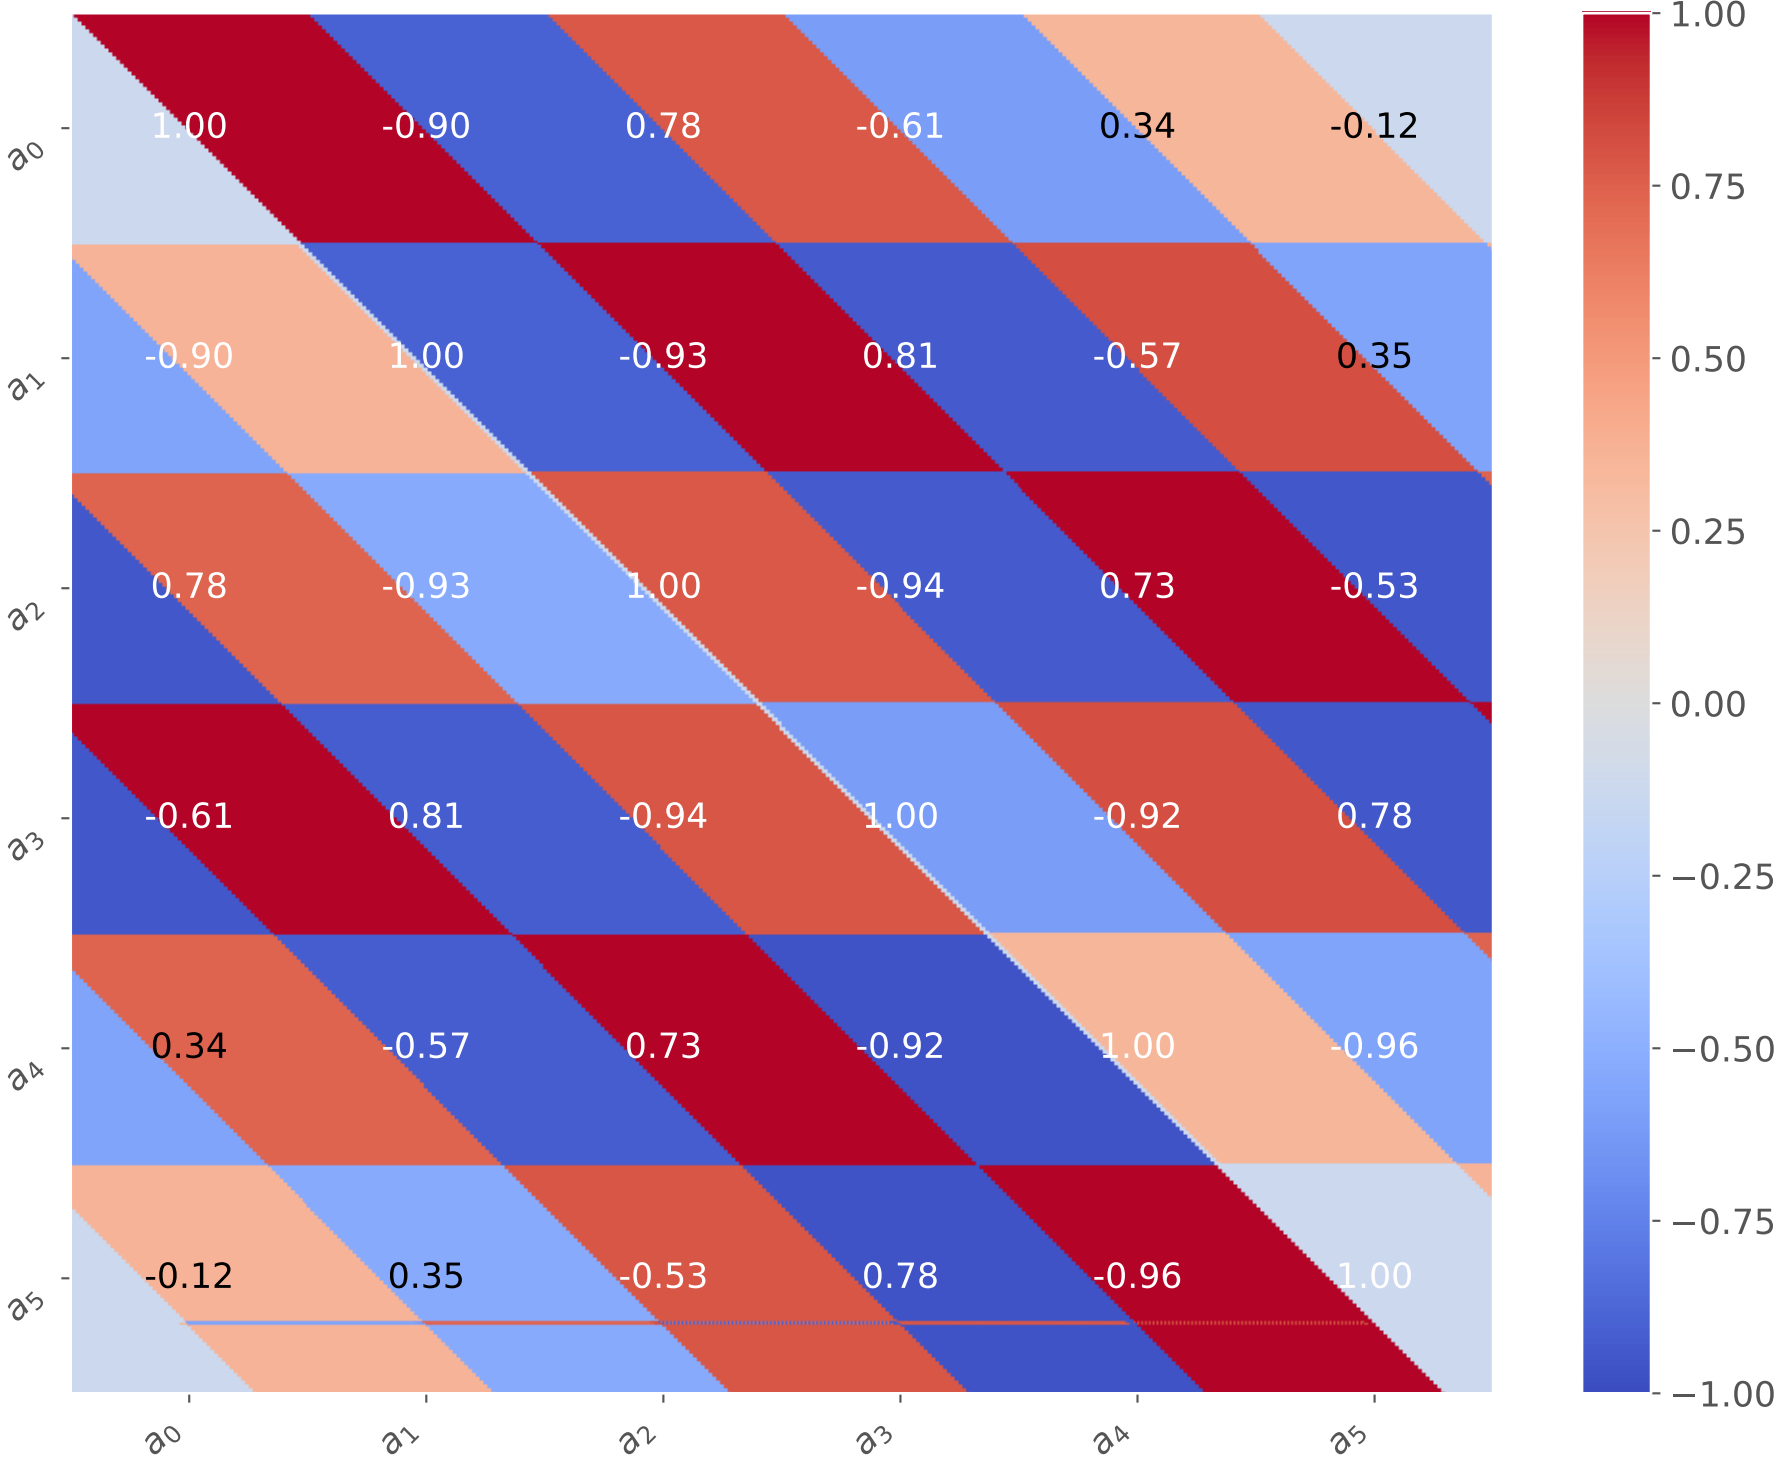 1.00
1.00 -0.90 0.78 -0.61 0.34 -0.12
a₀
0.75
-0.90 1.00 -0.93 0.81 -0.57 0.35
a₁
0.50
0.25
0.78 -0.93 1.00 -0.94 0.73 -0.53
a₂
0.00
-0.61 0.81 -0.94 1.00 -0.92 0.78
a₃
−0.25
0.34 -0.57 0.73 -0.92 1.00 -0.96
a₄
−0.50
−0.75
-0.12 0.35 -0.53 0.78 -0.96 1.00
a₅
−1.00
a₀ a₁ a₂ a₃ a₄ a₅